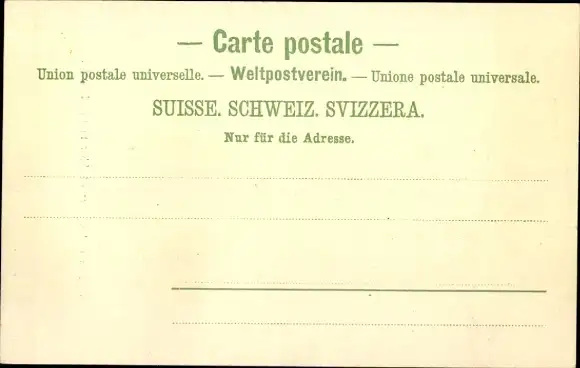 — Carte postale —
Union postale universelle. — Weltpostverein. — Unione postale universale.
SUISSE. SCHWEIZ. SVIZZERA.
Nur für die Adresse.